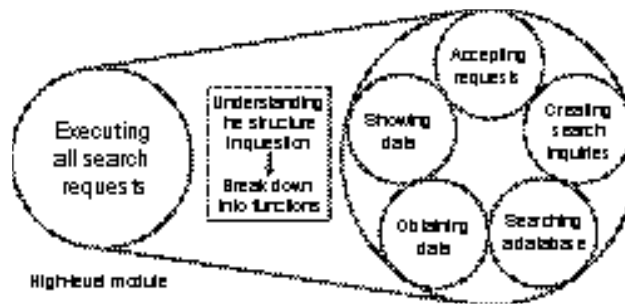 Executing
all search
requests
High-level module
Understanding
he structure
in question
Break down
into functions
Accepting
requests
Creating
search
inquiries
Searching
a database
Obtaining
data
Showing
data